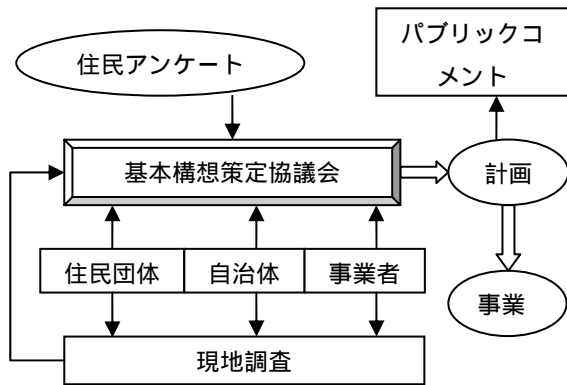 パブリックコ
メント
住民アンケート
基本構想策定協議会
計画
住民団体
自治体
事業者
事業
現地調査